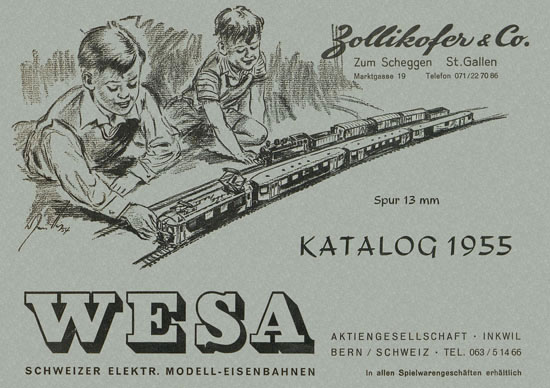 Zollikofer & Co.
Zum Scheggen St. Gallen
Marktgasse 19 Telefon 071/22 70 86
Spur 13 mm
KATALOG 1955
WESA
SCHWEIZER ELEKTR. MODELL-EISENBAHNEN
AKTIENGESELLSCHAFT · INKWIL
BERN / SCHWEIZ · TEL. 063 / 5 14 66
In allen Spielwarengeschäften erhältlich